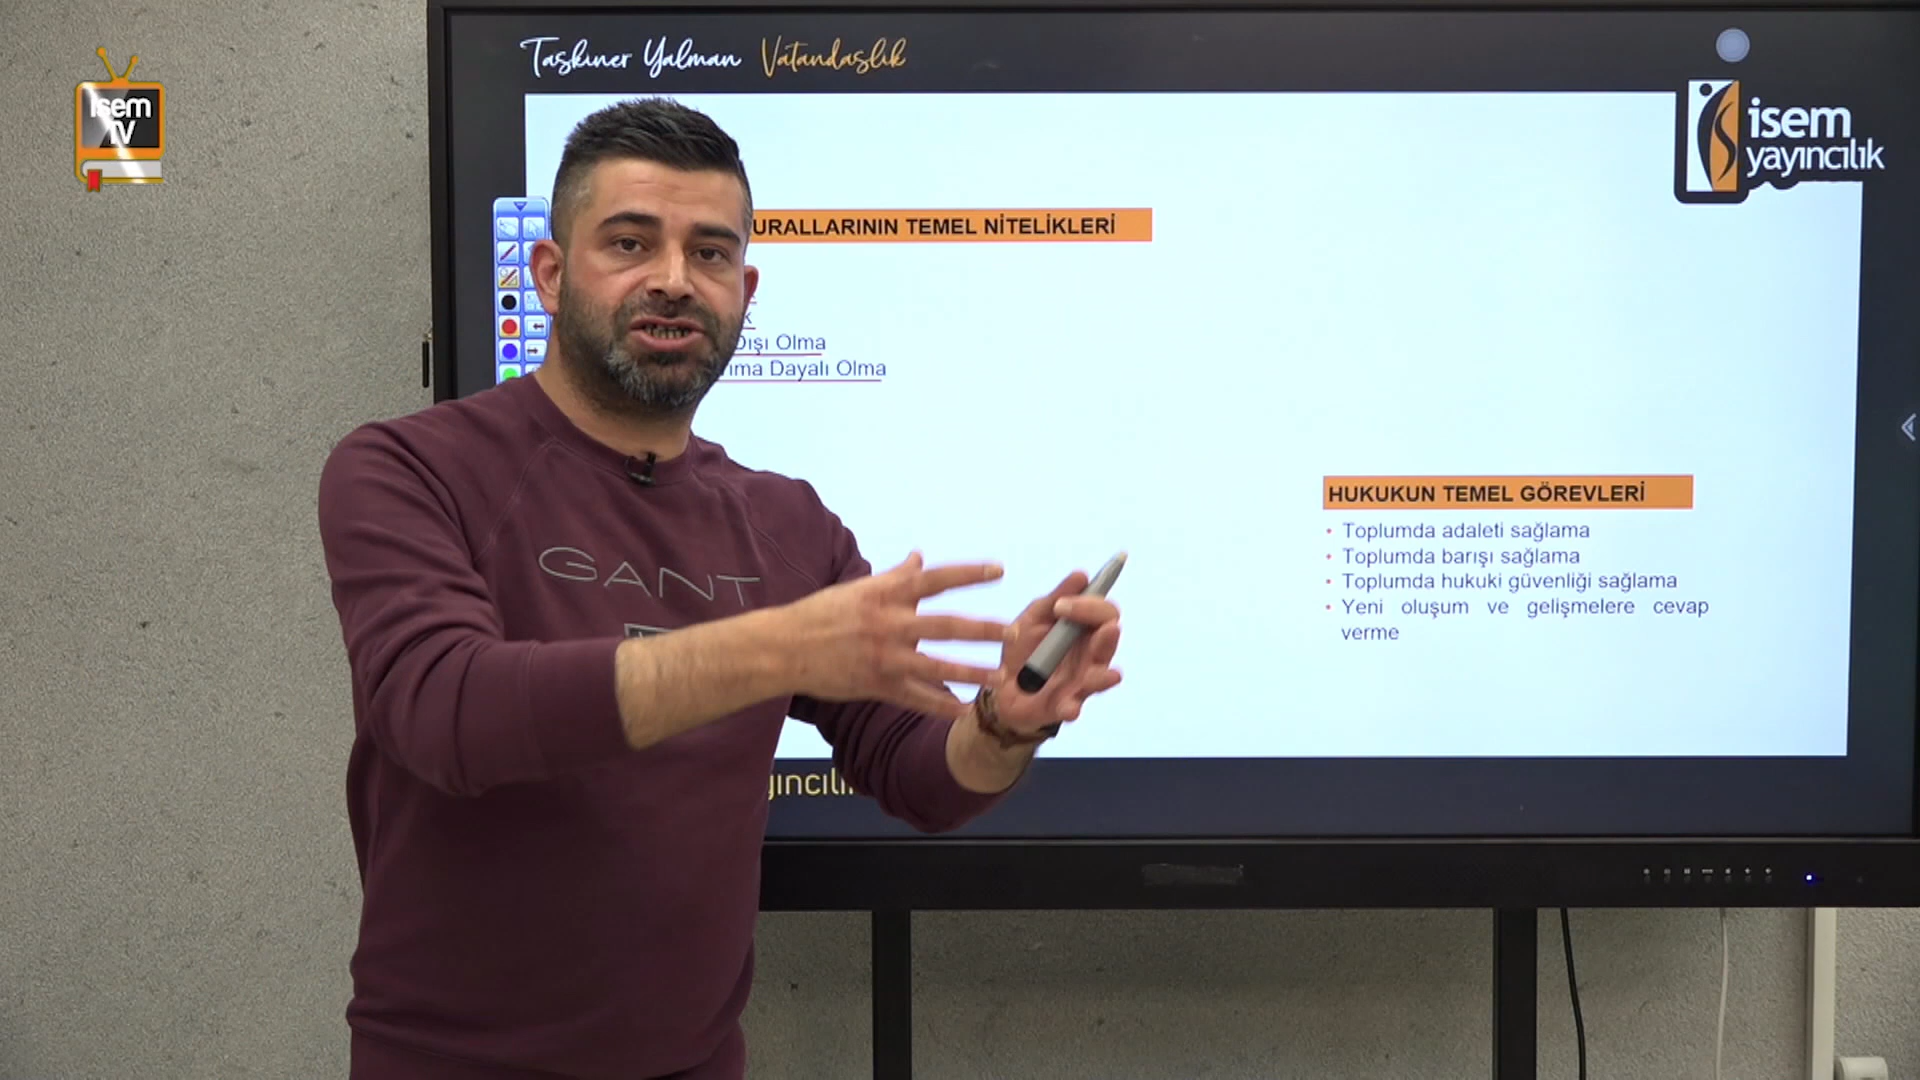 isem
TV
Taşkıner Yalman Vatandaşlık
isem
yayıncılık
URALLARININ TEMEL NİTELİKLERİ
k
Dışı Olma
ıma Dayalı Olma
GANT
HUKUKUN TEMEL GÖREVLERİ
• Toplumda adaleti sağlama
• Toplumda barışı sağlama
• Toplumda hukuki güvenliği sağlama
• Yeni oluşum ve gelişmelere cevap
verme
yıncılı